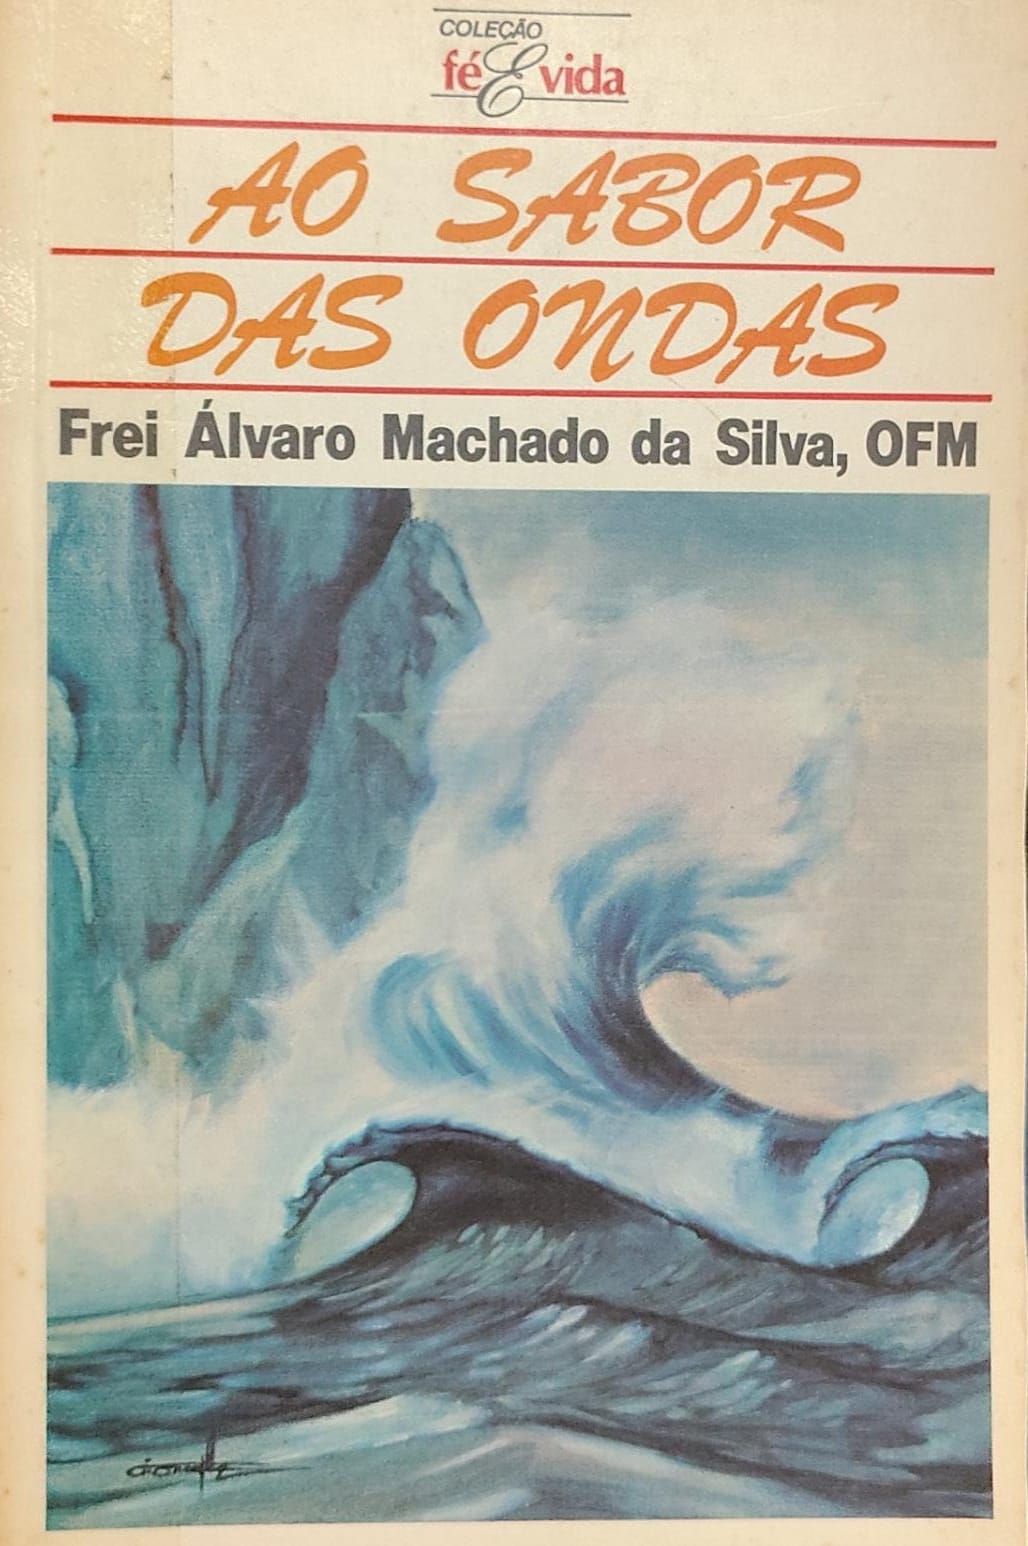 COLEÇÃO
fé E vida
AO SABOR
DAS ONDAS
Frei Álvaro Machado da Silva, OFM